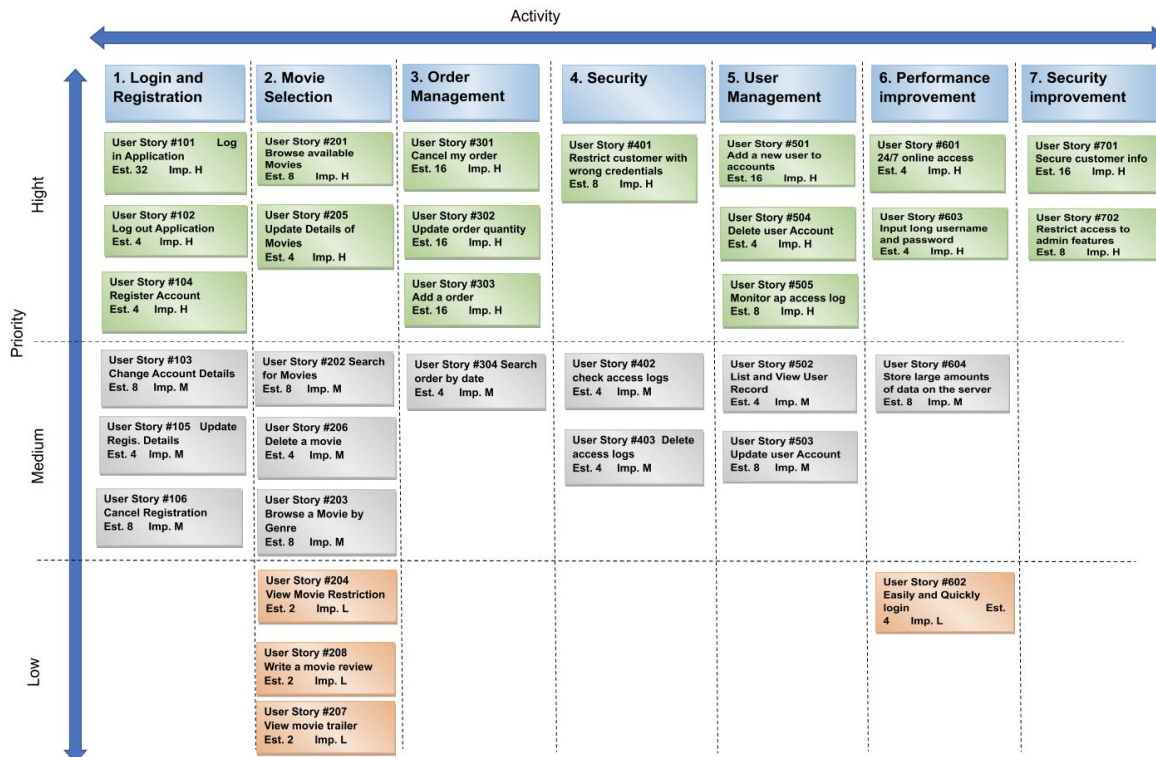 Activity
Priority
Hight
Medium
Low
1. Login and
Registration
2. Movie
Selection
3. Order
Management
4. Security
5. User
Management
6. Performance
improvement
7. Security
improvement
User Story #101 Log
in Application
Est. 32 Imp. H
User Story #201
Browse available
Movies
Est. 8 Imp. H
User Story #301
Cancel my order
Est. 16 Imp. H
User Story #401
Restrict customer with
wrong credentials
Est. 8 Imp. H
User Story #501
Add a new user to
accounts
Est. 16 Imp. H
User Story #601
24/7 online access
Est. 4 Imp. H
User Story #701
Secure customer info
Est. 16 Imp. H
User Story #102
Log out Application
Est. 4 Imp. H
User Story #205
Update Details of
Movies
Est. 4 Imp. H
User Story #302
Update order quantity
Est. 16 Imp. H
User Story #504
Delete user Account
Est. 4 Imp. H
User Story #603
Input long username
and password
Est. 4 Imp. H
User Story #702
Restrict access to
admin features
Est. 8 Imp. H
User Story #104
Register Account
Est. 4 Imp. H
User Story #303
Add a order
Est. 16 Imp. H
User Story #505
Monitor ap access log
Est. 8 Imp. H
User Story #103
Change Account Details
Est. 8 Imp. M
User Story #202 Search
for Movies
Est. 8 Imp. M
User Story #304 Search
order by date
Est. 4 Imp. M
User Story #402
check access logs
Est. 4 Imp. M
User Story #502
List and View User
Record
Est. 4 Imp. M
User Story #604
Store large amounts
of data on the server
Est. 8 Imp. M
User Story #105 Update
Regis. Details
Est. 4 Imp. M
User Story #206
Delete a movie
Est. 4 Imp. M
User Story #403 Delete
access logs
Est. 4 Imp. M
User Story #503
Update user Account
Est. 8 Imp. M
User Story #106
Cancel Registration
Est. 8 Imp. M
User Story #203
Browse a Movie by
Genre
Est. 8 Imp. M
User Story #204
View Movie Restriction
Est. 2 Imp. L
User Story #602
Easily and Quickly
login Est.
4 Imp. L
User Story #208
Write a movie review
Est. 2 Imp. L
User Story #207
View movie trailer
Est. 2 Imp. L